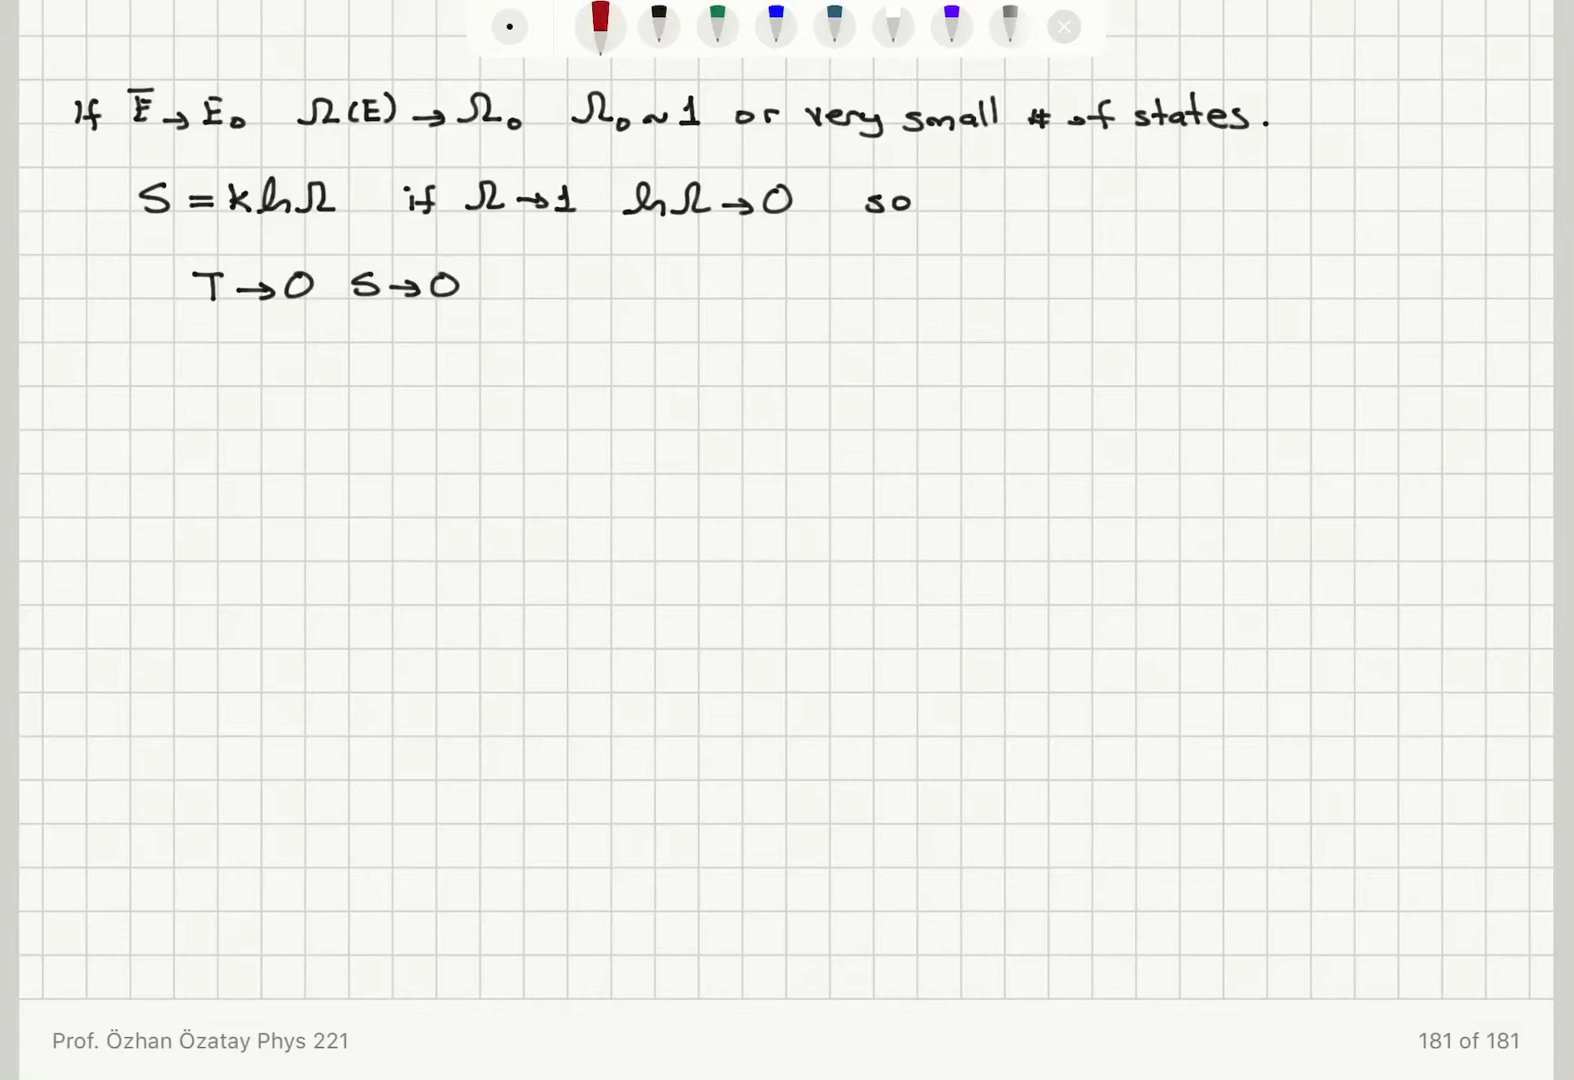 If E̅ → E₀ Ω(E) → Ω₀ Ω₀ ~ 1 or very small # of states.
S = k ln Ω if Ω → 1 ln Ω → 0 so
T → 0 S → 0
Prof. Özhan Özatay Phys 221
181 of 181